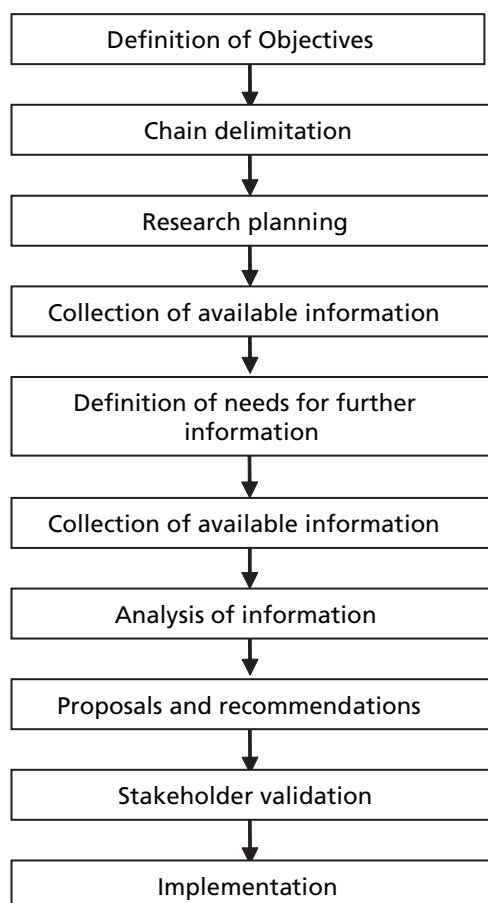 Definition of Objectives
Chain delimitation
Research planning
Collection of available information
Definition of needs for further
information
Collection of available information
Analysis of information
Proposals and recommendations
Stakeholder validation
Implementation